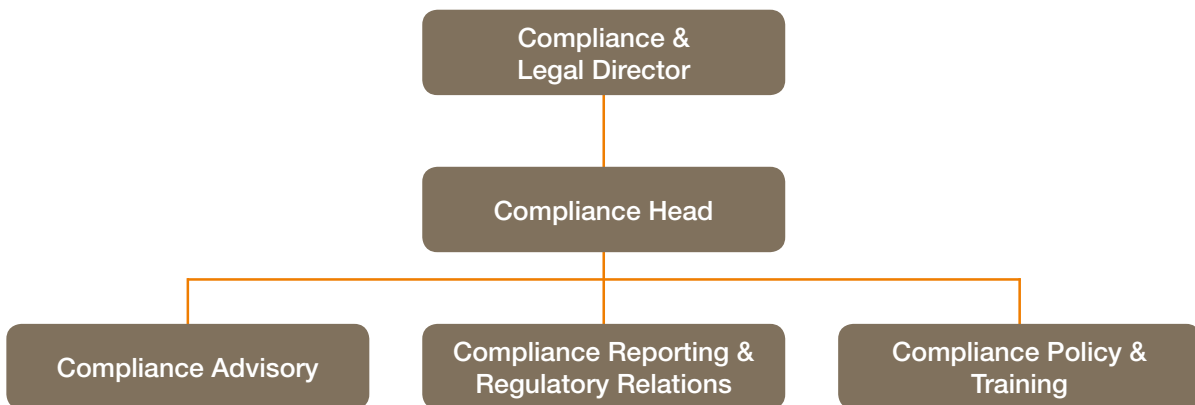 Compliance &
Legal Director
Compliance Head
Compliance Advisory
Compliance Reporting &
Regulatory Relations
Compliance Policy &
Training